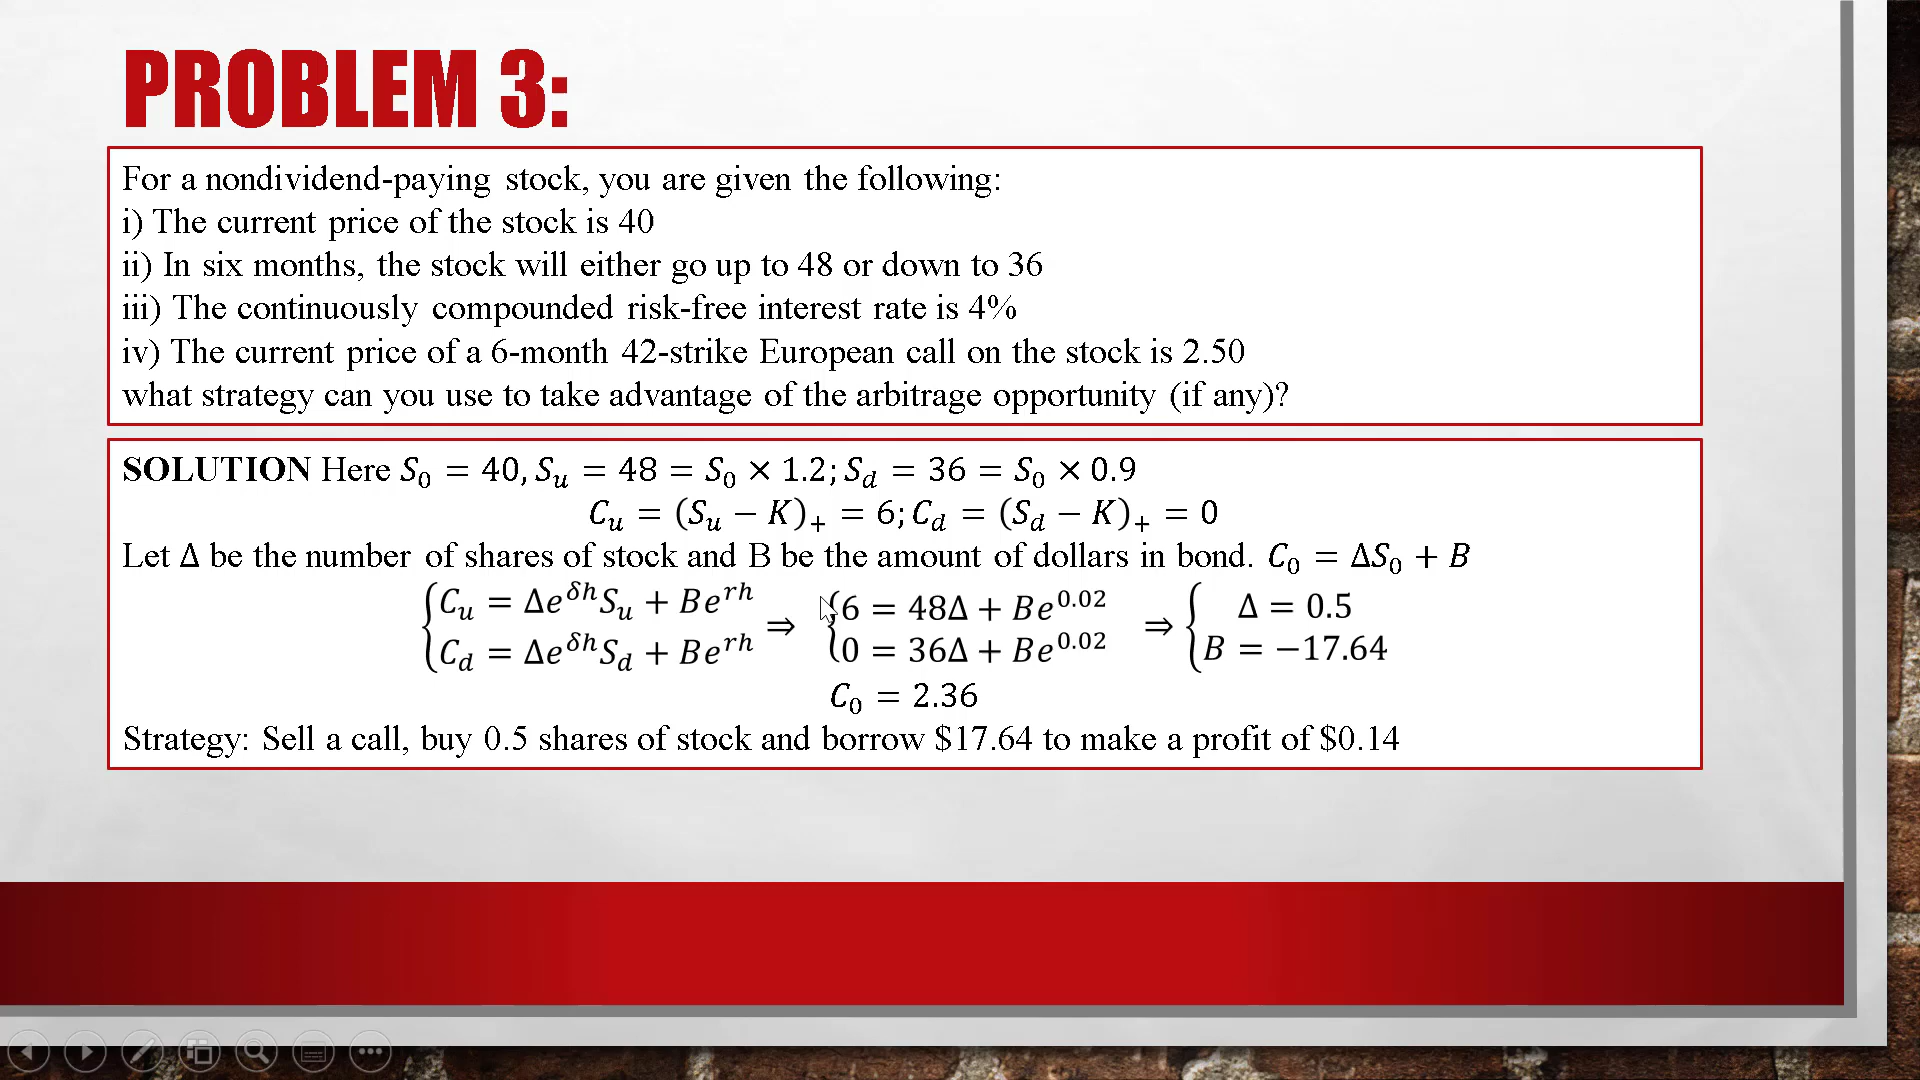 PROBLEM 3:
For a nondividend-paying stock, you are given the following:
i) The current price of the stock is 40
ii) In six months, the stock will either go up to 48 or down to 36
iii) The continuously compounded risk-free interest rate is 4%
iv) The current price of a 6-month 42-strike European call on the stock is 2.50
what strategy can you use to take advantage of the arbitrage opportunity (if any)?
SOLUTION Here S₀ = 40, Sᵤ = 48 = S₀ × 1.2; S_d = 36 = S₀ × 0.9
Cᵤ = (Sᵤ − K)₊ = 6; C_d = (S_d − K)₊ = 0
Let Δ be the number of shares of stock and B be the amount of dollars in bond. C₀ = ΔS₀ + B
{Cᵤ = Δe^{δh}Sᵤ + Be^{rh} ⇒ {6 = 48Δ + Be^{0.02} ⇒ { Δ = 0.5
C_d = Δe^{δh}S_d + Be^{rh} 0 = 36Δ + Be^{0.02} B = −17.64
C₀ = 2.36
Strategy: Sell a call, buy 0.5 shares of stock and borrow $17.64 to make a profit of $0.14